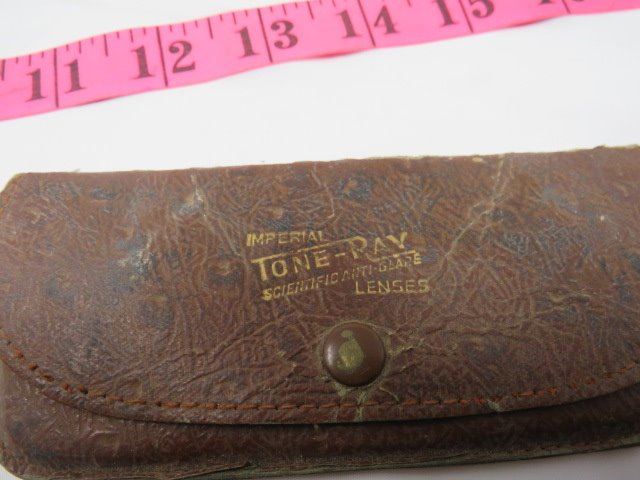 11 12 13 14 15
IMPERIAL
TONE-RAY
SCIENTIFIC ANTI-GLARE
LENSES